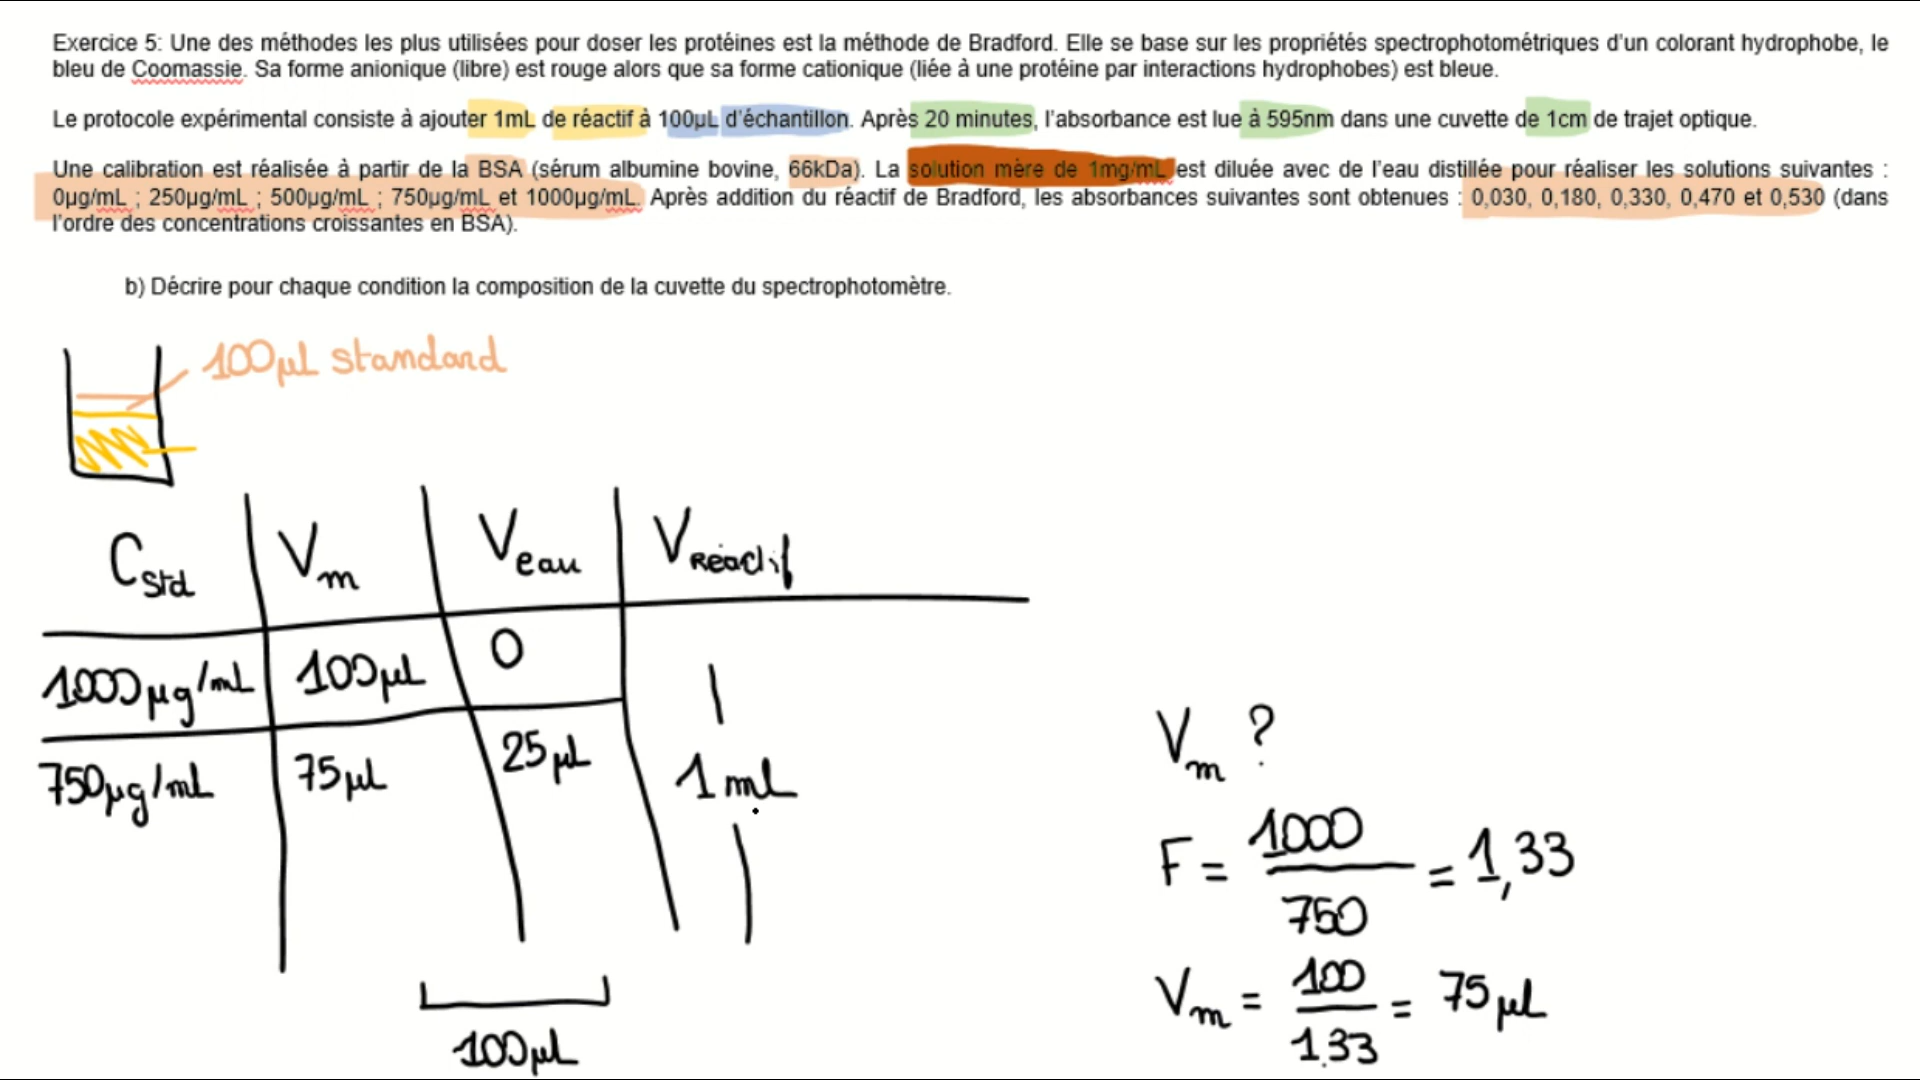 Exercice 5: Une des méthodes les plus utilisées pour doser les protéines est la méthode de Bradford. Elle se base sur les propriétés spectrophotométriques d'un colorant hydrophobe, le
bleu de Coomassie. Sa forme anionique (libre) est rouge alors que sa forme cationique (liée à une protéine par interactions hydrophobes) est bleue.
Le protocole expérimental consiste à ajouter 1mL de réactif à 100µL d'échantillon. Après 20 minutes, l'absorbance est lue à 595nm dans une cuvette de 1cm de trajet optique.
Une calibration est réalisée à partir de la BSA (sérum albumine bovine, 66kDa). La solution mère de 1mg/mL est diluée avec de l'eau distillée pour réaliser les solutions suivantes :
0µg/mL ; 250µg/mL ; 500µg/mL ; 750µg/mL et 1000µg/mL. Après addition du réactif de Bradford, les absorbances suivantes sont obtenues : 0,030, 0,180, 0,330, 0,470 et 0,530 (dans
l'ordre des concentrations croissantes en BSA).
b) Décrire pour chaque condition la composition de la cuvette du spectrophotomètre.
100µL standard
Cstd Vm Veau VRéactif
1000µg/mL 100µL 0
750µg/mL 75µL 25µL 1mL
100µL
Vm ?
F = 1000 / 750 = 1,33
Vm = 100 / 1.33 = 75µL